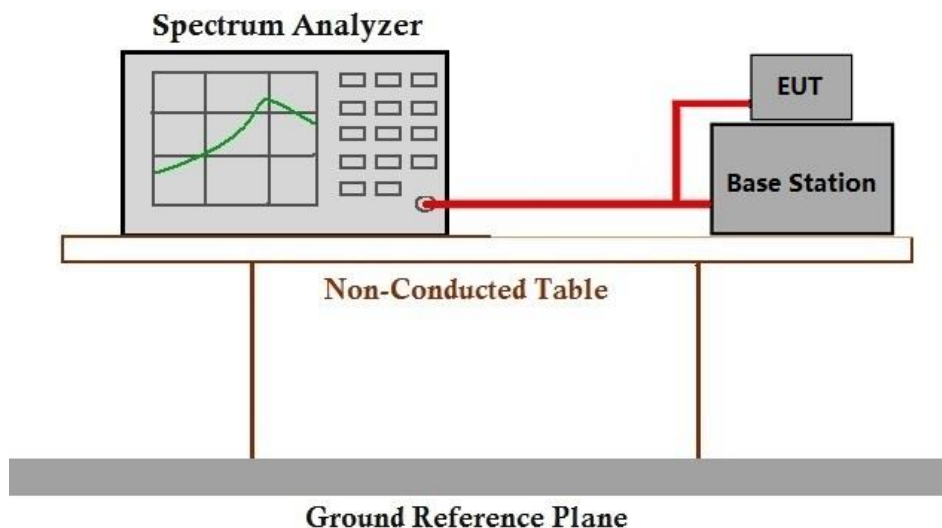 Spectrum Analyzer
EUT
Base Station
Non-Conducted Table
Ground Reference Plane